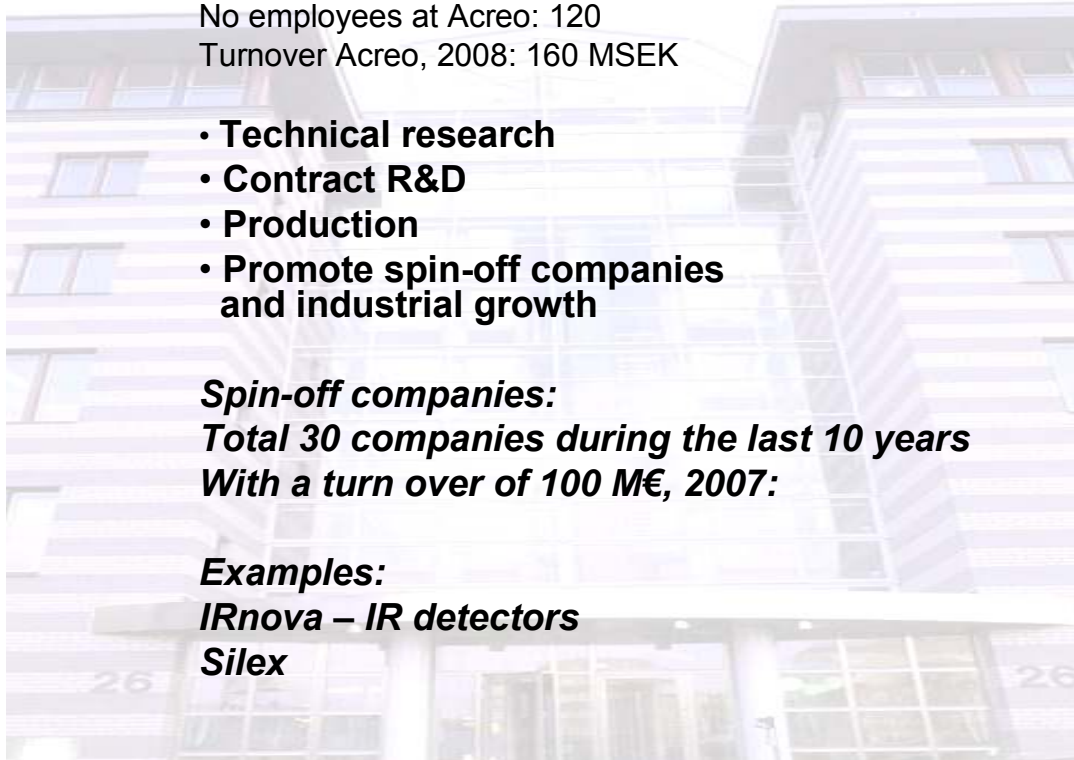 No employees at Acreo: 120
Turnover Acreo, 2008: 160 MSEK
• Technical research
• Contract R&D
• Production
• Promote spin-off companies
and industrial growth
Spin-off companies:
Total 30 companies during the last 10 years
With a turn over of 100 M€, 2007:
Examples:
IRnova – IR detectors
Silex
26
26